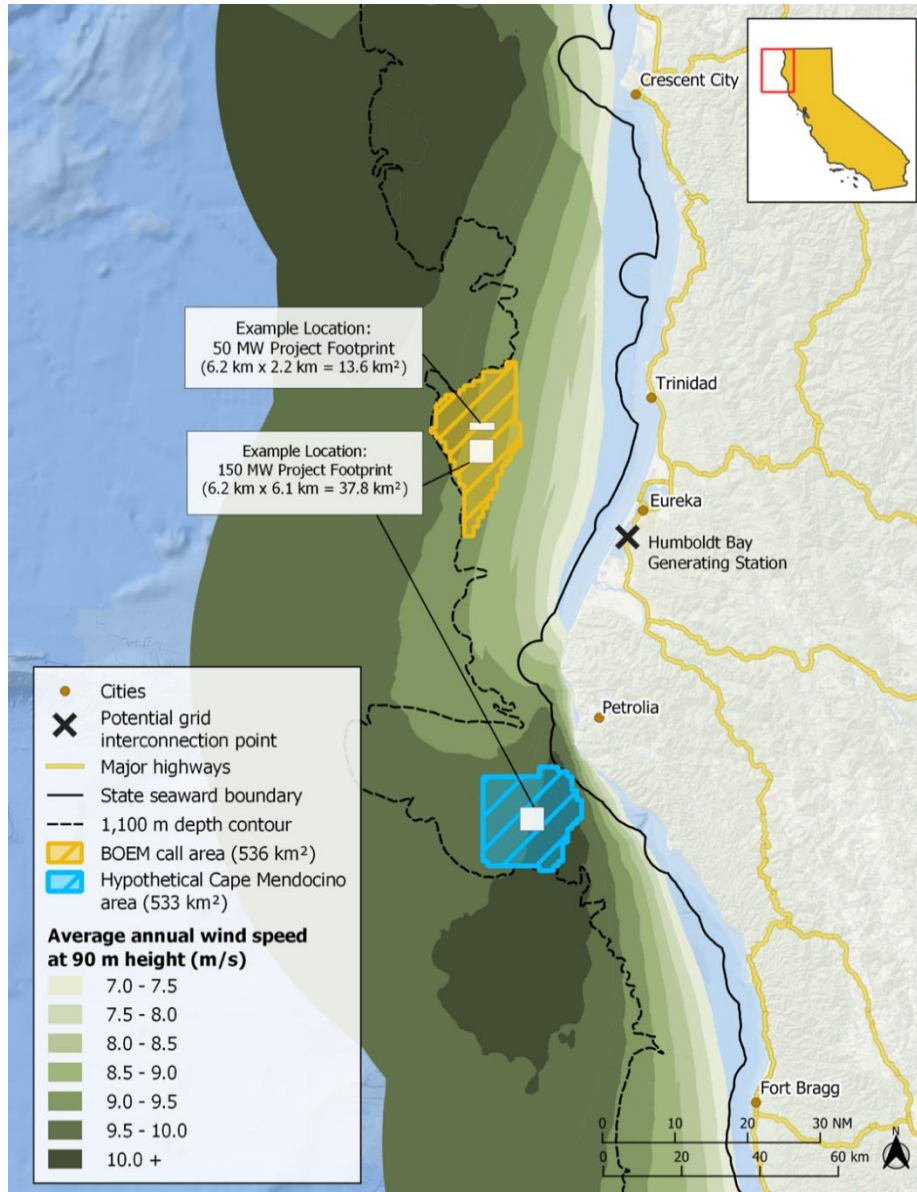 Crescent City
Example Location:
50 MW Project Footprint
(6.2 km x 2.2 km = 13.6 km²)
Trinidad
Example Location:
150 MW Project Footprint
(6.2 km x 6.1 km = 37.8 km²)
Eureka
Humboldt Bay
Generating Station
Petrolia
Cities
Potential grid
interconnection point
Major highways
State seaward boundary
1,100 m depth contour
BOEM call area (536 km²)
Hypothetical Cape Mendocino
area (533 km²)
Average annual wind speed
at 90 m height (m/s)
7.0 - 7.5
7.5 - 8.0
8.0 - 8.5
8.5 - 9.0
9.0 - 9.5
9.5 - 10.0
10.0 +
Fort Bragg
0 10 20 30 NM
0 20 40 60 km
N